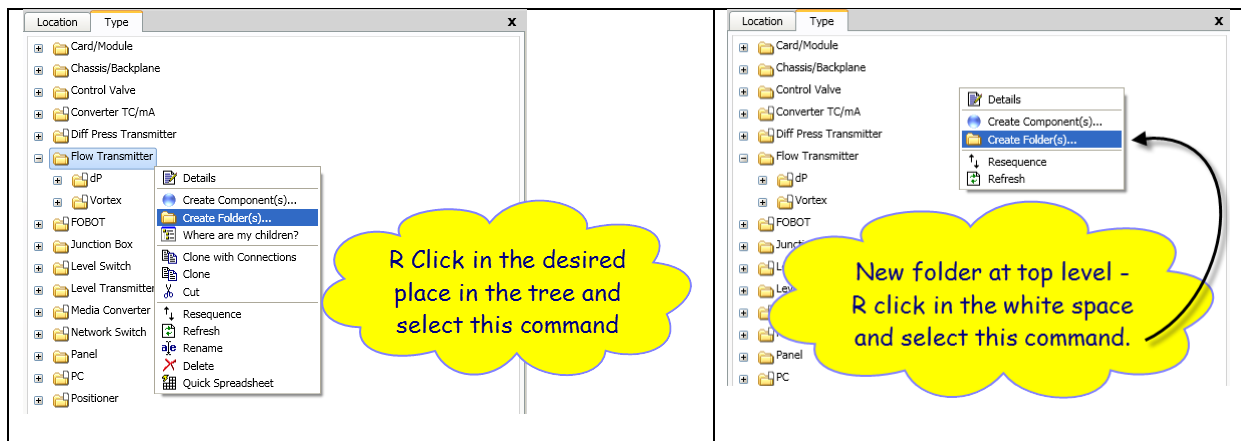 Location Type x
Card/Module
Chassis/Backplane
Control Valve
Converter TC/mA
Diff Press Transmitter
Flow Transmitter
dP
Vortex
FOBOT
Junction Box
Level Switch
Level Transmitter
Media Converter
Network Switch
Panel
PC
Positioner
Details
Create Component(s)...
Create Folder(s)...
Where are my children?
Clone with Connections
Clone
Cut
Resequence
Refresh
Rename
Delete
Quick Spreadsheet
R Click in the desired
place in the tree and
select this command
Location Type x
Card/Module
Chassis/Backplane
Control Valve
Converter TC/mA
Diff Press Transmitter
Flow Transmitter
dP
Vortex
FOBOT
Panel
PC
Details
Create Component(s)...
Create Folder(s)...
Resequence
Refresh
New folder at top level -
R click in the white space
and select this command.